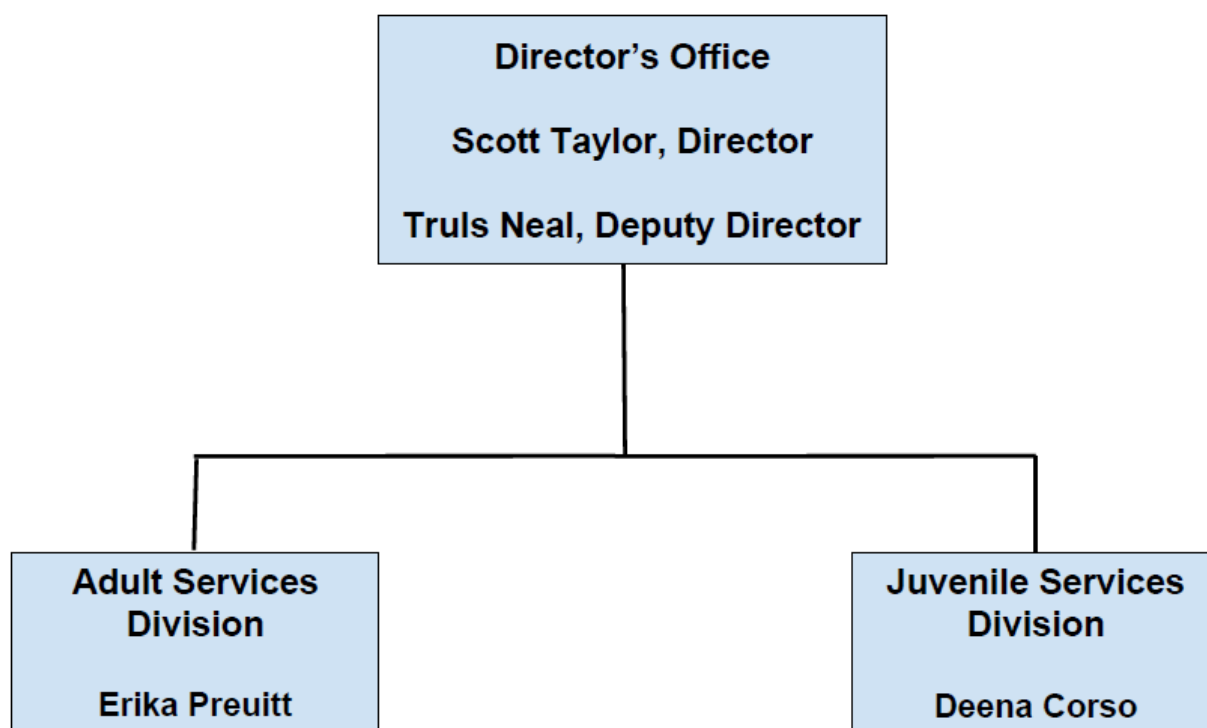 Director’s Office
Scott Taylor, Director
Truls Neal, Deputy Director
Adult Services
Division
Erika Preuitt
Juvenile Services
Division
Deena Corso